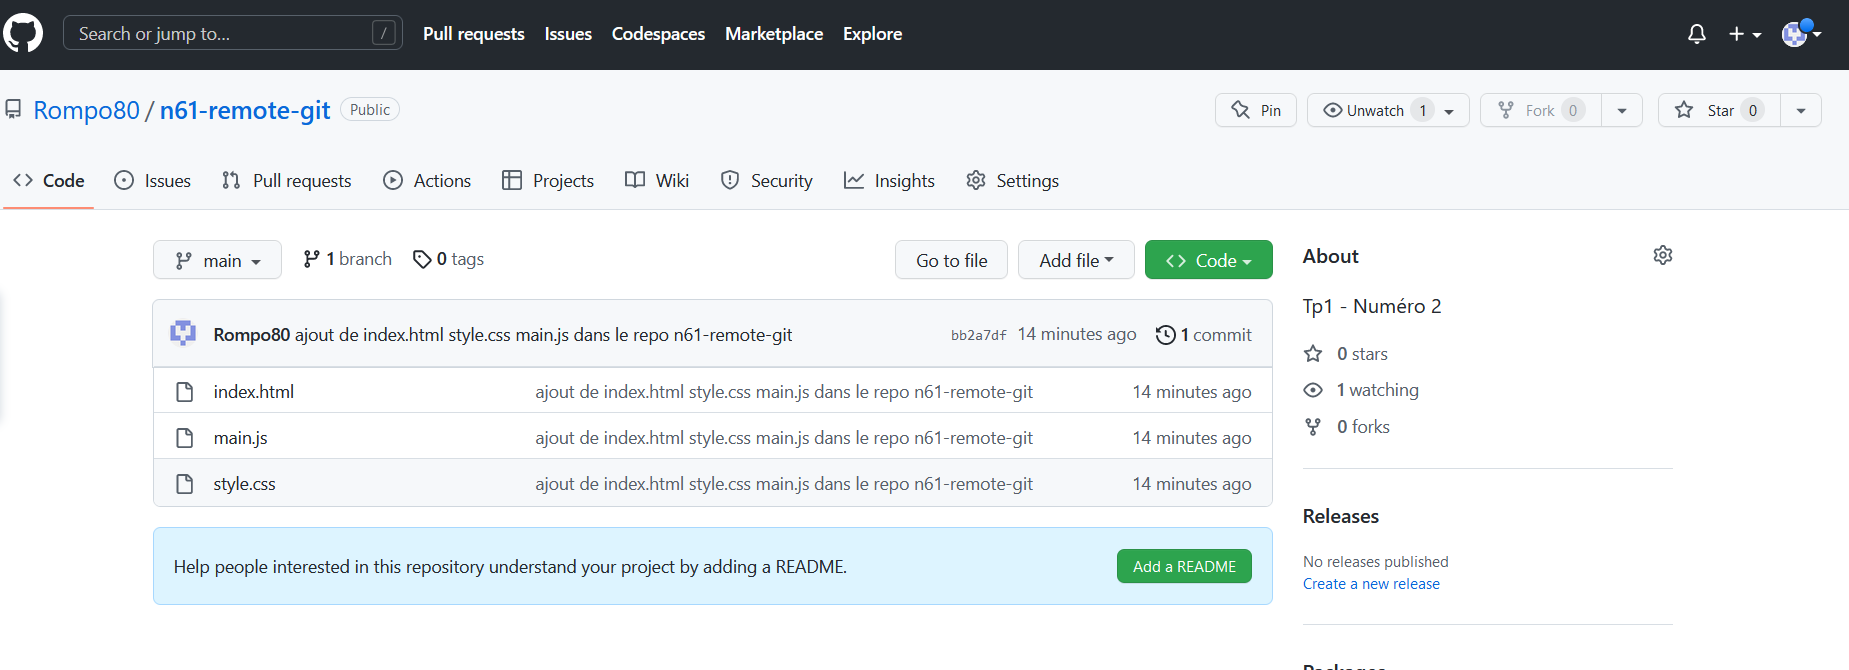 Search or jump to... / Pull requests Issues Codespaces Marketplace Explore
Rompo80 / n61-remote-git Public Pin Unwatch 1 Fork 0 Star 0
Code Issues Pull requests Actions Projects Wiki Security Insights Settings
main 1 branch 0 tags Go to file Add file Code
Rompo80 ajout de index.html style.css main.js dans le repo n61-remote-git bb2a7df 14 minutes ago 1 commit
index.html ajout de index.html style.css main.js dans le repo n61-remote-git 14 minutes ago
main.js ajout de index.html style.css main.js dans le repo n61-remote-git 14 minutes ago
style.css ajout de index.html style.css main.js dans le repo n61-remote-git 14 minutes ago
Help people interested in this repository understand your project by adding a README. Add a README
About
Tp1 - Numéro 2
0 stars
1 watching
0 forks
Releases
No releases published
Create a new release